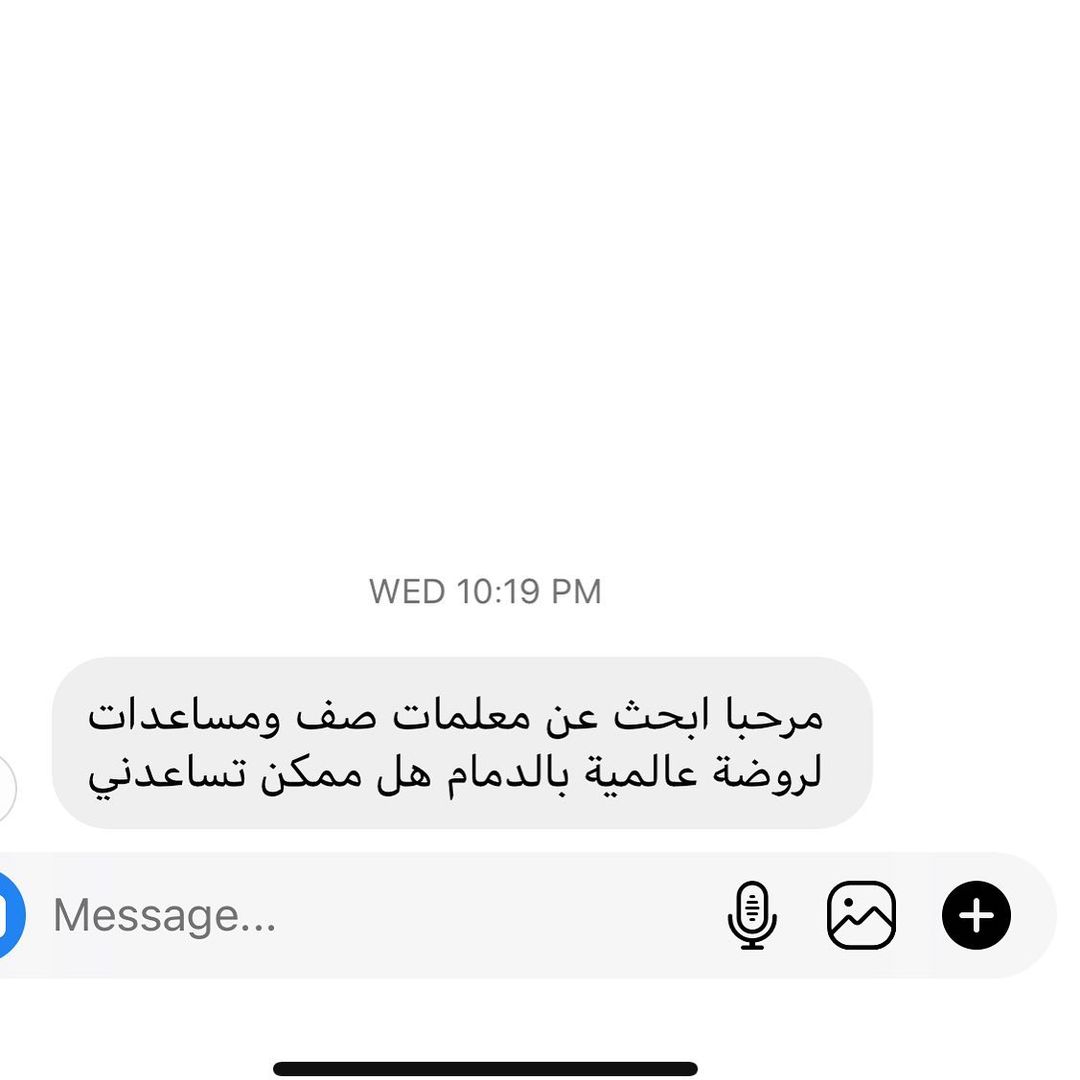 WED 10:19 PM
مرحبا ابحث عن معلمات صف ومساعدات
لروضة عالمية بالدمام هل ممكن تساعدني
Message...